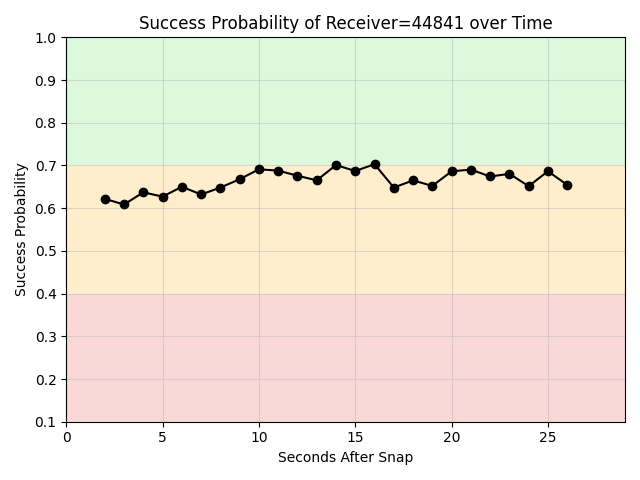 Success Probability of Receiver=44841 over Time
1.0
0.9
0.8
0.7
0.6
0.5
0.4
0.3
0.2
0.1
Success Probability
0 5 10 15 20 25
Seconds After Snap